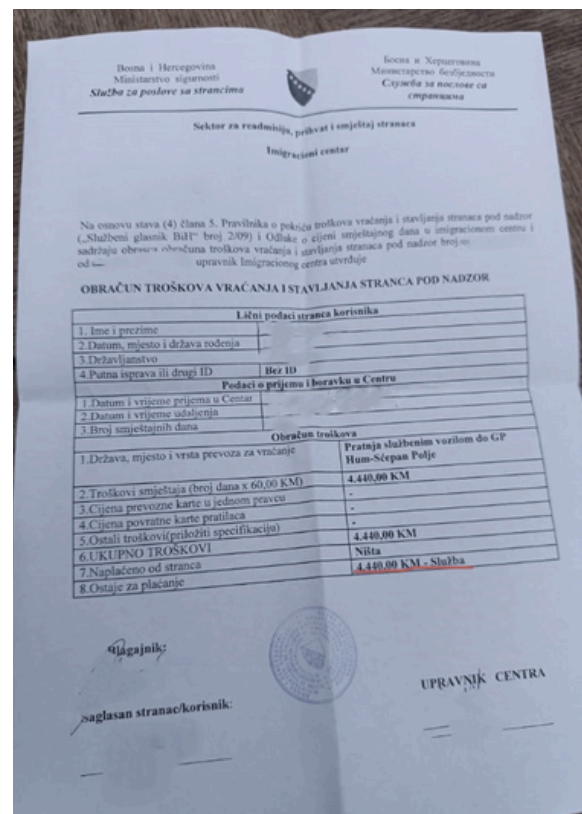 Bosna i Hercegovina
Ministarstvo sigurnosti
Služba za poslove sa strancima
Босна и Херцеговина
Министарство безбједности
Служба за послове са
странцима
Sektor za readmisiju, prihvat i smještaj stranaca
Imigracioni centar
Na osnovu stava (4) člana 5. Pravilnika o pokriću troškova vraćanja i stavljanja stranaca pod nadzor
(„Službeni glasnik BiH“ broj 2/09) i Odluke o cijeni smještajnog dana u imigracionom centru i
sadržaju obrasca obračuna troškova vraćanja i stavljanja stranaca pod nadzor broj
od upravnik Imigracionog centra utvrđuje
OBRAČUN TROŠKOVA VRAĆANJA I STAVLJANJA STRANCA POD NADZOR
Lični podaci stranca korisnika
1. Ime i prezime
2.Datum, mjesto i država rođenja
3.Državljanstvo
4.Putna isprava ili drugi ID Bez ID
Podaci o prijemu i boravku u Centru
1.Datum i vrijeme prijema u Centar
2.Datum i vrijeme udaljenja
3.Broj smještajnih dana
Obračun troškova
1.Država, mjesto i vrsta prevoza za vraćanje Pratnja službenim vozilom do GP
Hum-Šćepan Polje
2.Troškovi smještaja (broj dana x 60,00 KM) 4.440,00 KM
3.Cijena prevozne karte u jednom pravcu -
4.Cijena povratne karte pratilaca -
5.Ostali troškovi(priložiti specifikaciju) -
6.UKUPNO TROŠKOVI 4.440,00 KM
7.Naplaćeno od stranca Ništa
8.Ostaje za plaćanje 4.440,00 KM - Služba
Blagajnik:
UPRAVNIK CENTRA
saglasan stranac/korisnik: